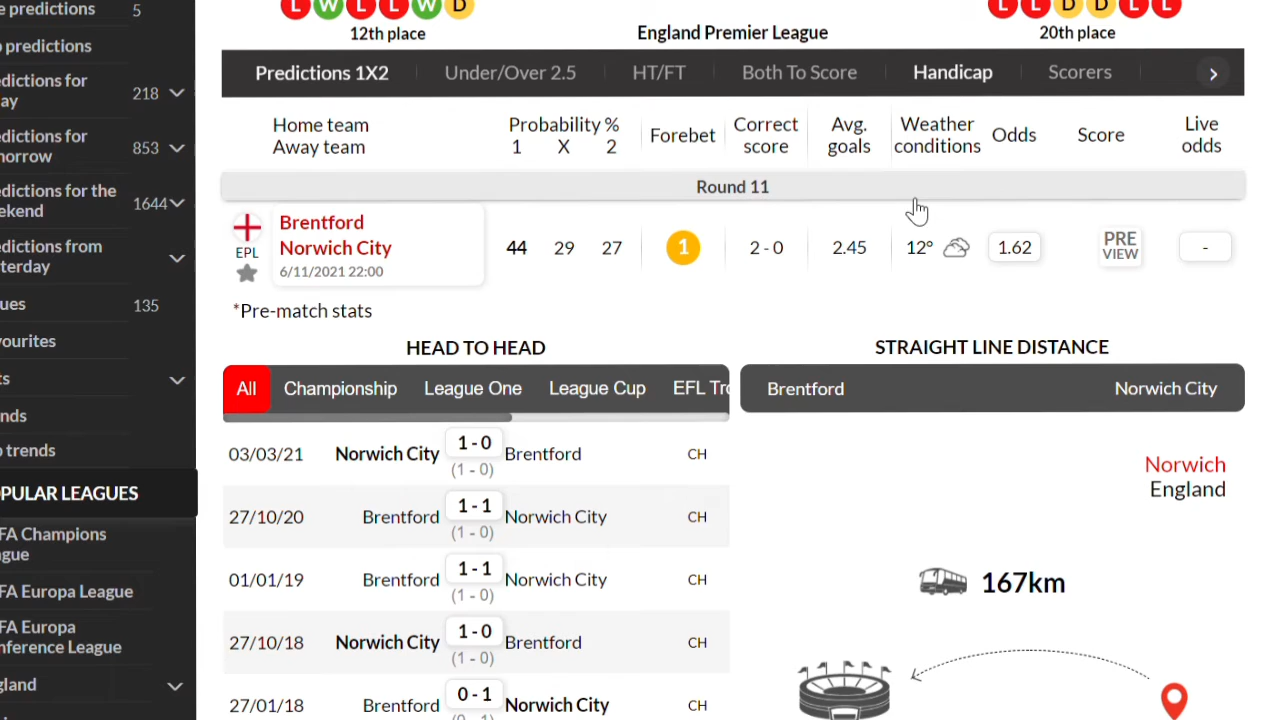 L W L L W D
L L D D L L
12th place
England Premier League
20th place
Predictions 1X2
Under/Over 2.5
HT/FT
Both To Score
Handicap
Scorers
Home team
Away team
Probability %
1 X 2
Forebet
Correct
score
Avg.
goals
Weather
conditions
Odds
Score
Live
odds
Round 11
EPL
Brentford
Norwich City
6/11/2021 22:00
44 29 27
1
2 - 0
2.45
12°
1.62
PRE
VIEW
-
*Pre-match stats
HEAD TO HEAD
All
Championship
League One
League Cup
EFL Tro
03/03/21 Norwich City 1 - 0 Brentford CH
(1 - 0)
27/10/20 Brentford 1 - 1 Norwich City CH
(1 - 0)
01/01/19 Brentford 1 - 1 Norwich City CH
(1 - 0)
27/10/18 Norwich City 1 - 0 Brentford CH
(1 - 0)
27/01/18 Brentford 0 - 1 Norwich City CH
STRAIGHT LINE DISTANCE
Brentford
Norwich City
Norwich
England
167km
e predictions 5
predictions
dictions for
ay
218
dictions for
morrow
853
dictions for the
ekend
1644
dictions from
terday
ues 135
vourites
ts
nds
trends
PULAR LEAGUES
FA Champions
ague
FA Europa League
FA Europa
nference League
gland